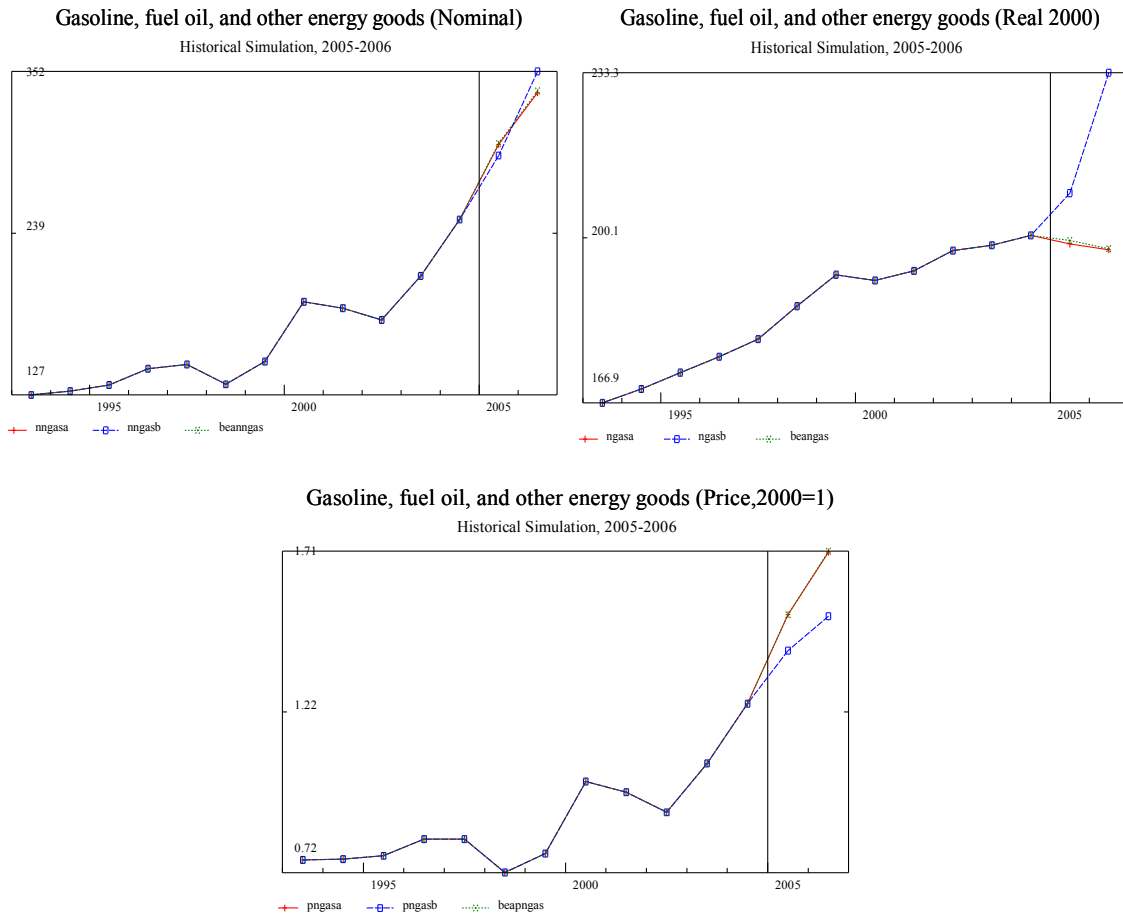 Gasoline, fuel oil, and other energy goods (Nominal)
Historical Simulation, 2005-2006
352
239
127
1995 2000 2005
nngasa nngasb beanngas
Gasoline, fuel oil, and other energy goods (Real 2000)
Historical Simulation, 2005-2006
233.3
200.1
166.9
1995 2000 2005
ngasa ngasb beangas
Gasoline, fuel oil, and other energy goods (Price,2000=1)
Historical Simulation, 2005-2006
1.71
1.22
0.72
1995 2000 2005
pngasa pngasb beapngas